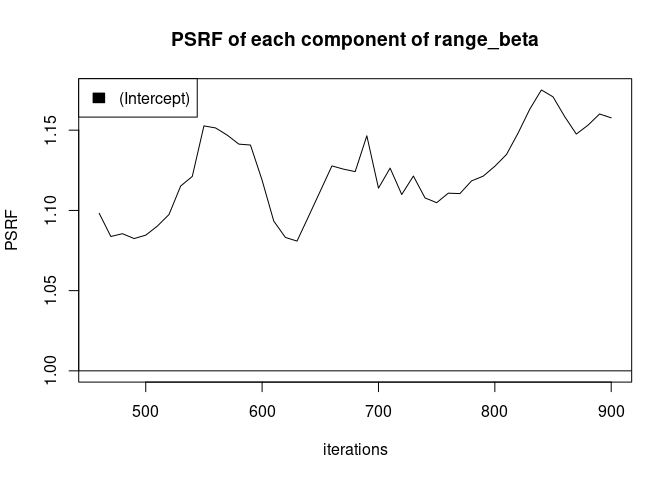 PSRF of each component of range_beta
(Intercept)
PSRF
1.15
1.10
1.05
1.00
500 600 700 800 900
iterations